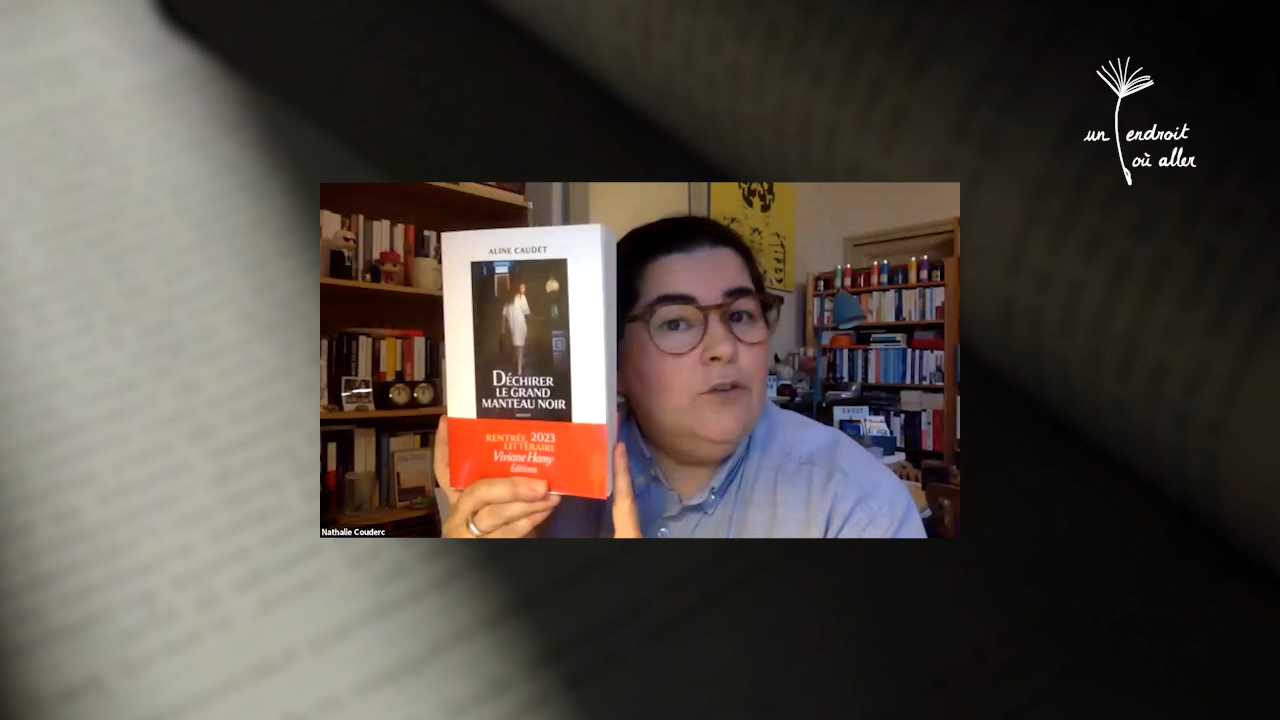 un endroit
où aller
ALINE CAUDET
DÉCHIRER
LE GRAND
MANTEAU NOIR
ROMAN
RENTRÉE 2023
LITTÉRAIRE
Viviane Hamy
Éditions
Nathalie Couderc